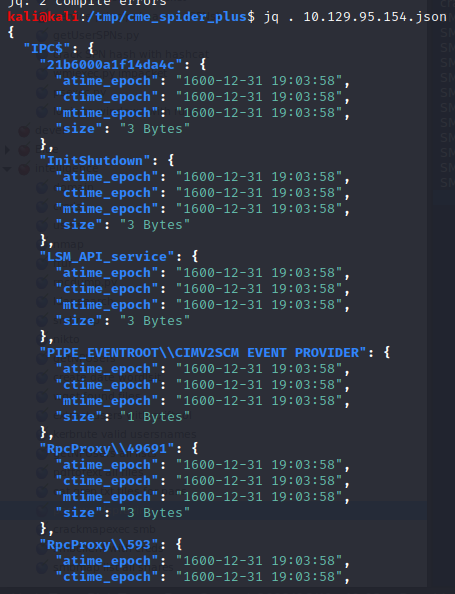 jq: 2 compile errors
kali@kali:/tmp/cme_spider_plus$ jq . 10.129.95.154.json
{
"IPC$": {
"21b6000a1f14da4c": {
"atime_epoch": "1600-12-31 19:03:58",
"ctime_epoch": "1600-12-31 19:03:58",
"mtime_epoch": "1600-12-31 19:03:58",
"size": "3 Bytes"
},
"InitShutdown": {
"atime_epoch": "1600-12-31 19:03:58",
"ctime_epoch": "1600-12-31 19:03:58",
"mtime_epoch": "1600-12-31 19:03:58",
"size": "3 Bytes"
},
"LSM_API_service": {
"atime_epoch": "1600-12-31 19:03:58",
"ctime_epoch": "1600-12-31 19:03:58",
"mtime_epoch": "1600-12-31 19:03:58",
"size": "3 Bytes"
},
"PIPE_EVENTROOT\\CIMV2SCM EVENT PROVIDER": {
"atime_epoch": "1600-12-31 19:03:58",
"ctime_epoch": "1600-12-31 19:03:58",
"mtime_epoch": "1600-12-31 19:03:58",
"size": "1 Bytes"
},
"RpcProxy\\49691": {
"atime_epoch": "1600-12-31 19:03:58",
"ctime_epoch": "1600-12-31 19:03:58",
"mtime_epoch": "1600-12-31 19:03:58",
"size": "3 Bytes"
},
"RpcProxy\\593": {
"atime_epoch": "1600-12-31 19:03:58",
"ctime_epoch": "1600-12-31 19:03:58",